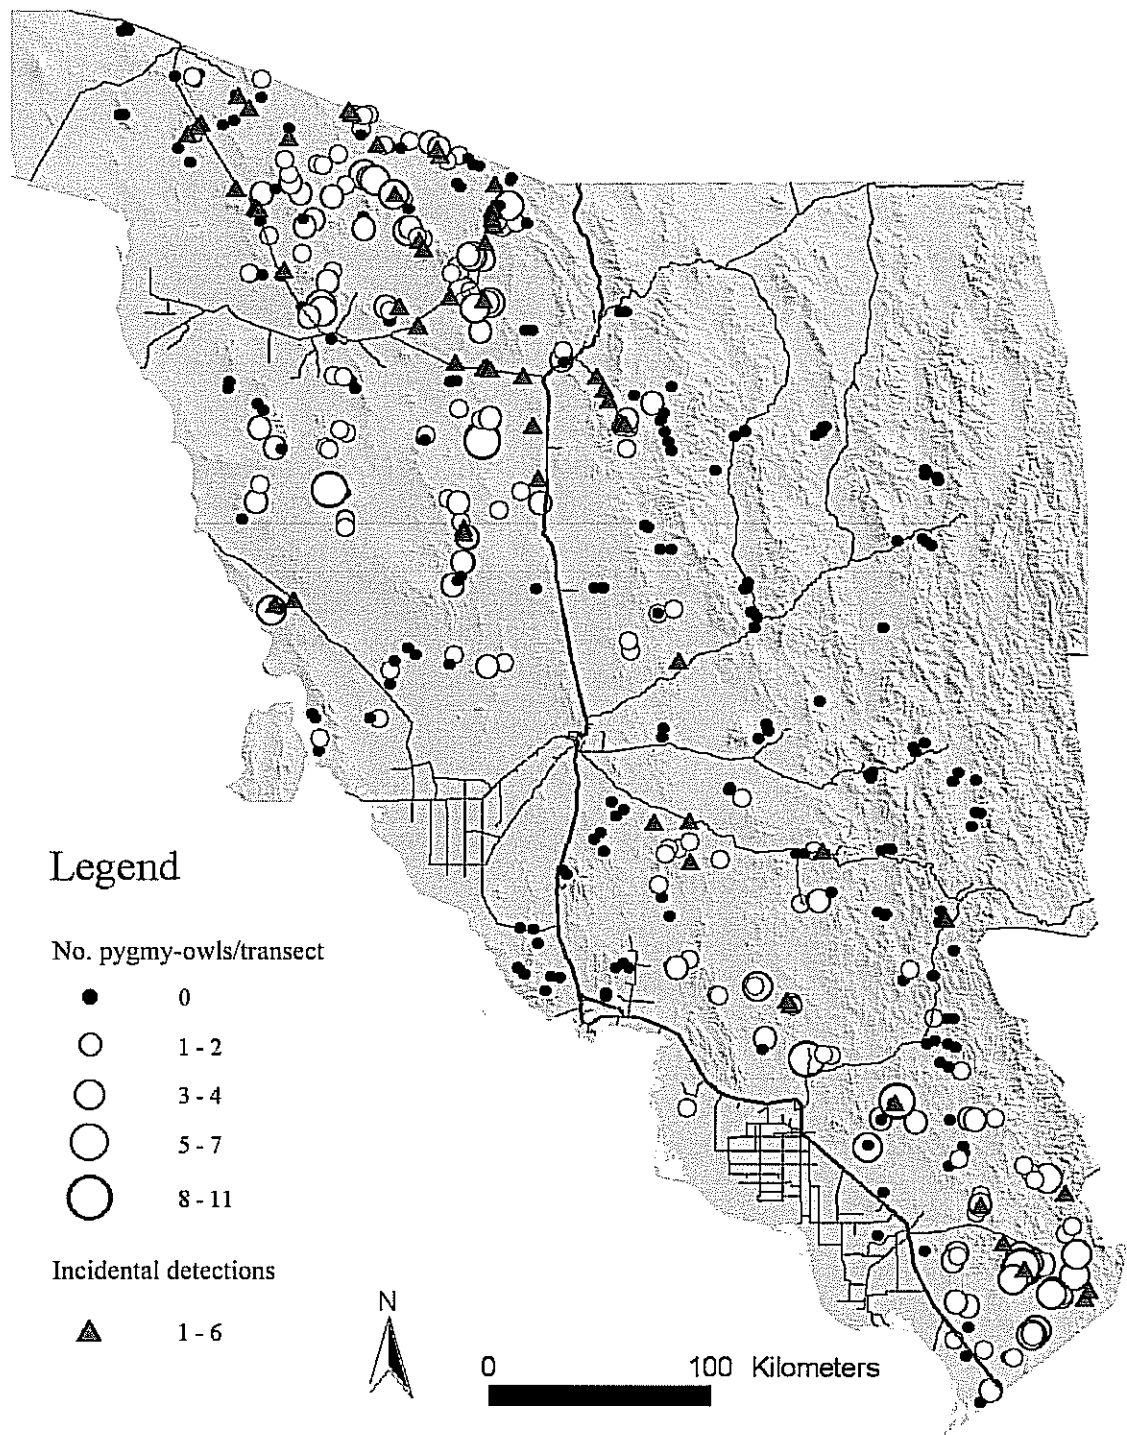 Legend
No. pygmy-owls/transect
0
1 - 2
3 - 4
5 - 7
8 - 11
Incidental detections
1 - 6
N
0 100 Kilometers